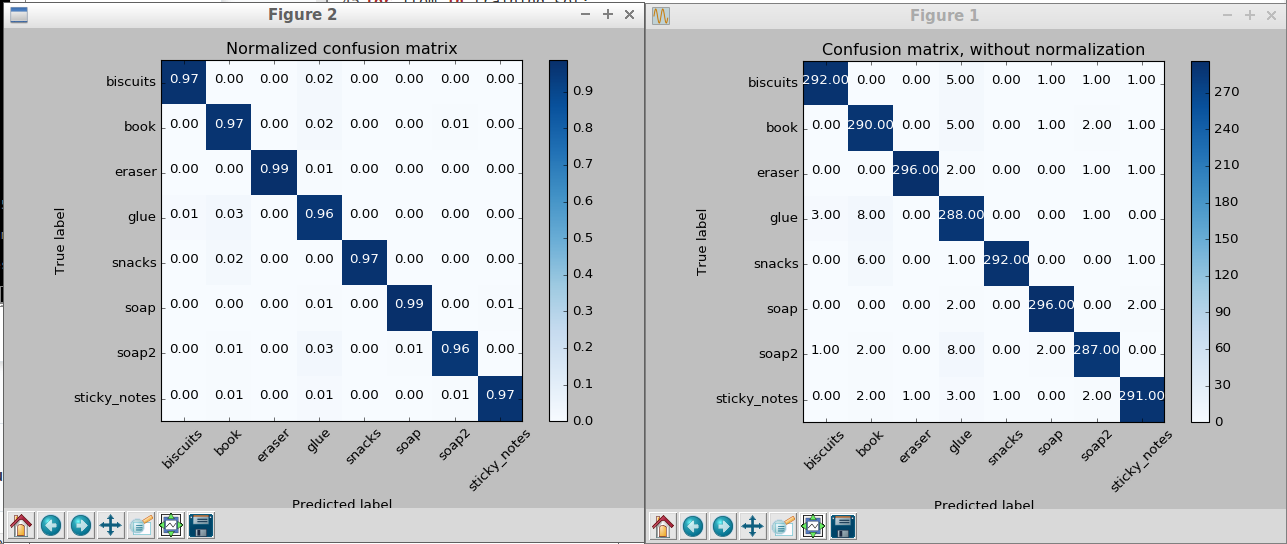 Figure 2
Normalized confusion matrix
biscuits 0.97 0.00 0.00 0.02 0.00 0.00 0.00 0.00
book 0.00 0.97 0.00 0.02 0.00 0.00 0.01 0.00
eraser 0.00 0.00 0.99 0.01 0.00 0.00 0.00 0.00
glue 0.01 0.03 0.00 0.96 0.00 0.00 0.00 0.00
snacks 0.00 0.02 0.00 0.00 0.97 0.00 0.00 0.00
soap 0.00 0.00 0.00 0.01 0.00 0.99 0.00 0.01
soap2 0.00 0.01 0.00 0.03 0.00 0.01 0.96 0.00
sticky_notes 0.00 0.01 0.00 0.01 0.00 0.00 0.01 0.97
True label
biscuits book eraser glue snacks soap soap2 sticky_notes
Predicted label
0.9
0.8
0.7
0.6
0.5
0.4
0.3
0.2
0.1
0.0
Figure 1
Confusion matrix, without normalization
biscuits 292.00 0.00 0.00 5.00 0.00 1.00 1.00 1.00
book 0.00 290.00 0.00 5.00 0.00 1.00 2.00 1.00
eraser 0.00 0.00 296.00 2.00 0.00 0.00 1.00 1.00
glue 3.00 8.00 0.00 288.00 0.00 0.00 1.00 0.00
snacks 0.00 6.00 0.00 1.00 292.00 0.00 0.00 1.00
soap 0.00 0.00 0.00 2.00 0.00 296.00 0.00 2.00
soap2 1.00 2.00 0.00 8.00 0.00 2.00 287.00 0.00
sticky_notes 0.00 2.00 1.00 3.00 1.00 0.00 2.00 291.00
True label
biscuits book eraser glue snacks soap soap2 sticky_notes
Predicted label
270
240
210
180
150
120
90
60
30
0